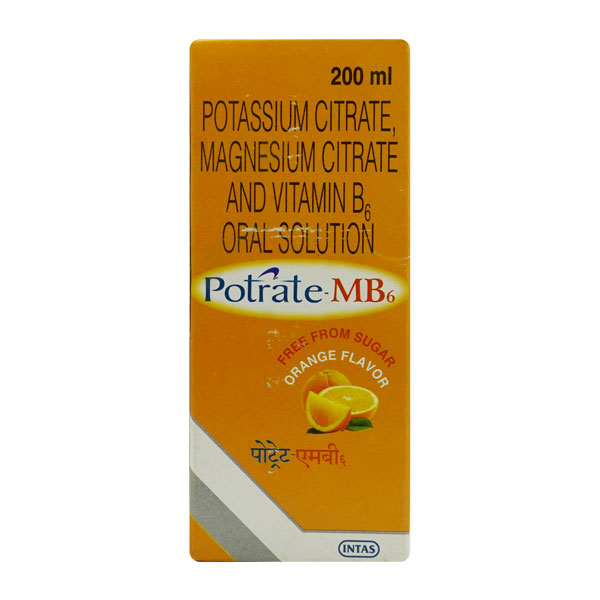 200 ml
POTASSIUM CITRATE,
MAGNESIUM CITRATE
AND VITAMIN B6
ORAL SOLUTION
Potrate-MB6
FREE FROM SUGAR
ORANGE FLAVOR
पोट्रेट-एमबी६
INTAS